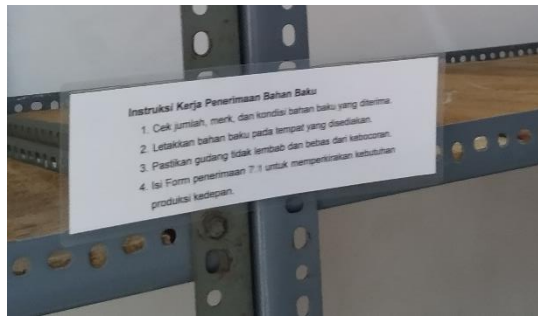 Instruksi Kerja Penerimaan Bahan Baku
1. Cek jumlah, merk, dan kondisi bahan baku yang diterima.
2. Letakkan bahan baku pada tempat yang disediakan.
3. Pastikan gudang tidak lembab dan bebas dari kebocoran.
4. Isi Form penerimaan 7.1 untuk memperkirakan kebutuhan
produksi kedepan.